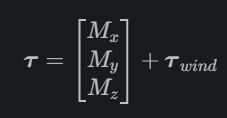 τ = [M_x M_y M_z] + τ_wind